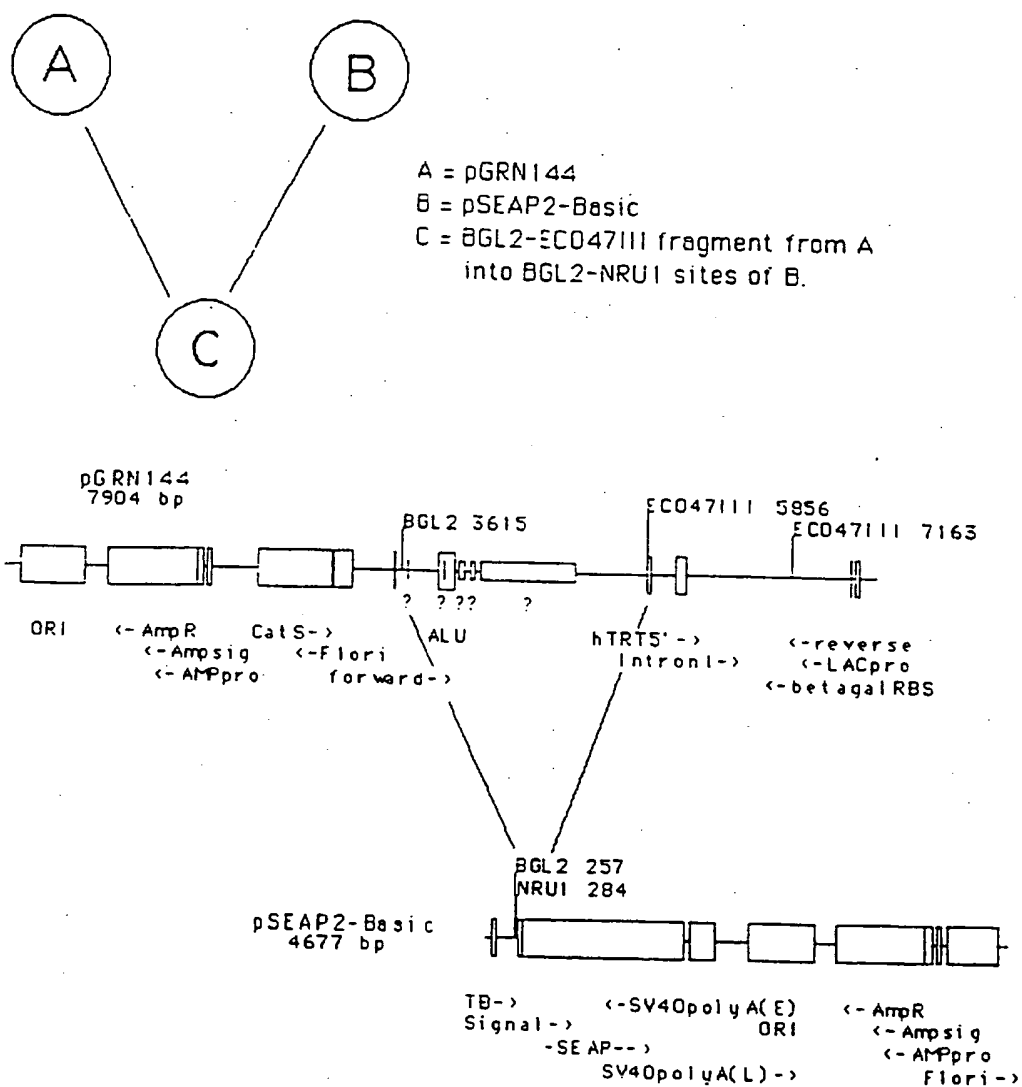 A
B
A = pGRN144
B = pSEAP2-Basic
C = BGL2-ECO47III fragment from A
into BGL2-NRU1 sites of B.
C
pGRN144
7904 bp
BGL2 3615
ECO47III 5856
ECO47III 7163
? ? ?? ?
ORI
<-AmpR
<-Ampsig
<-AMPpro
CatS->
<-Flori
forward->
ALU
hTRT5'->
Intron1->
<-reverse
<-LACpro
<-betagalRBS
BGL2 257
NRU1 284
pSEAP2-Basic
4677 bp
TB->
Signal->
-SEAP-->
<-SV40polyA(E)
ORI
SV40polyA(L)->
<-AmpR
<-Ampsig
<-AMPpro
Flori->